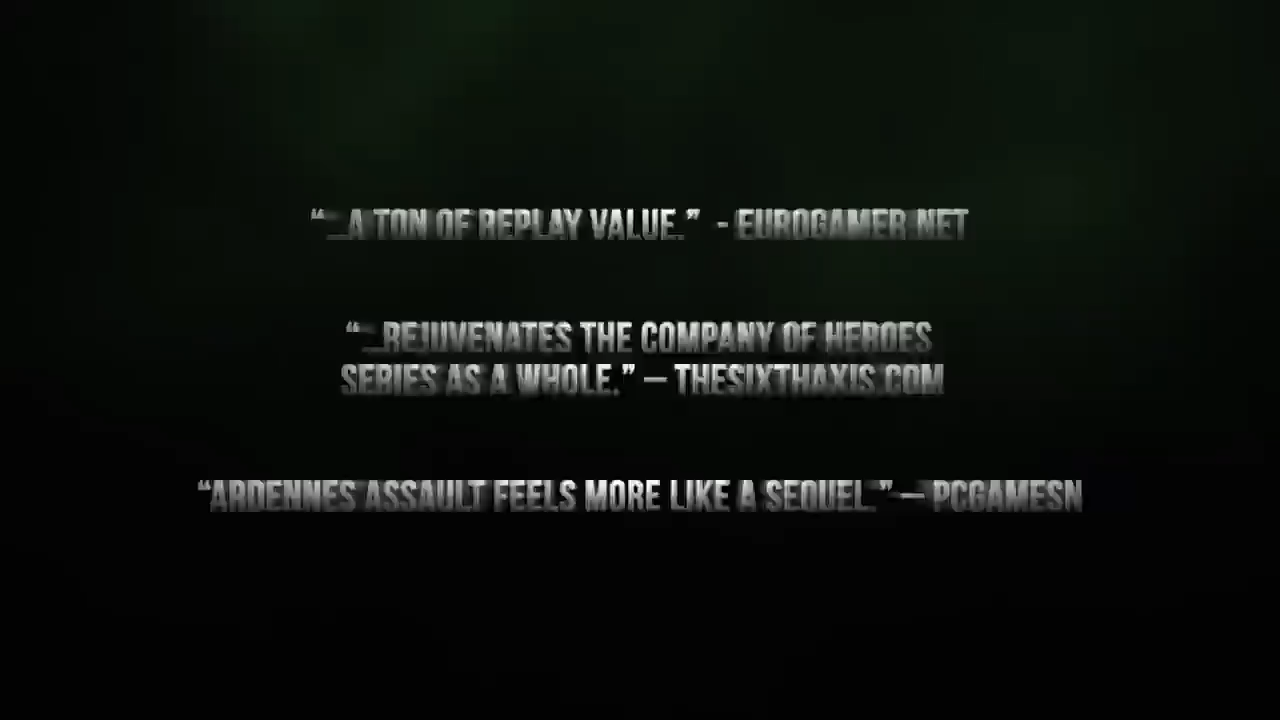 “...A TON OF REPLAY VALUE.” - EUROGAMER.NET
“...REJUVENATES THE COMPANY OF HEROES
SERIES AS A WHOLE.” – THESIXTHAXIS.COM
“ARDENNES ASSAULT FEELS MORE LIKE A SEQUEL.” – PCGAMESN